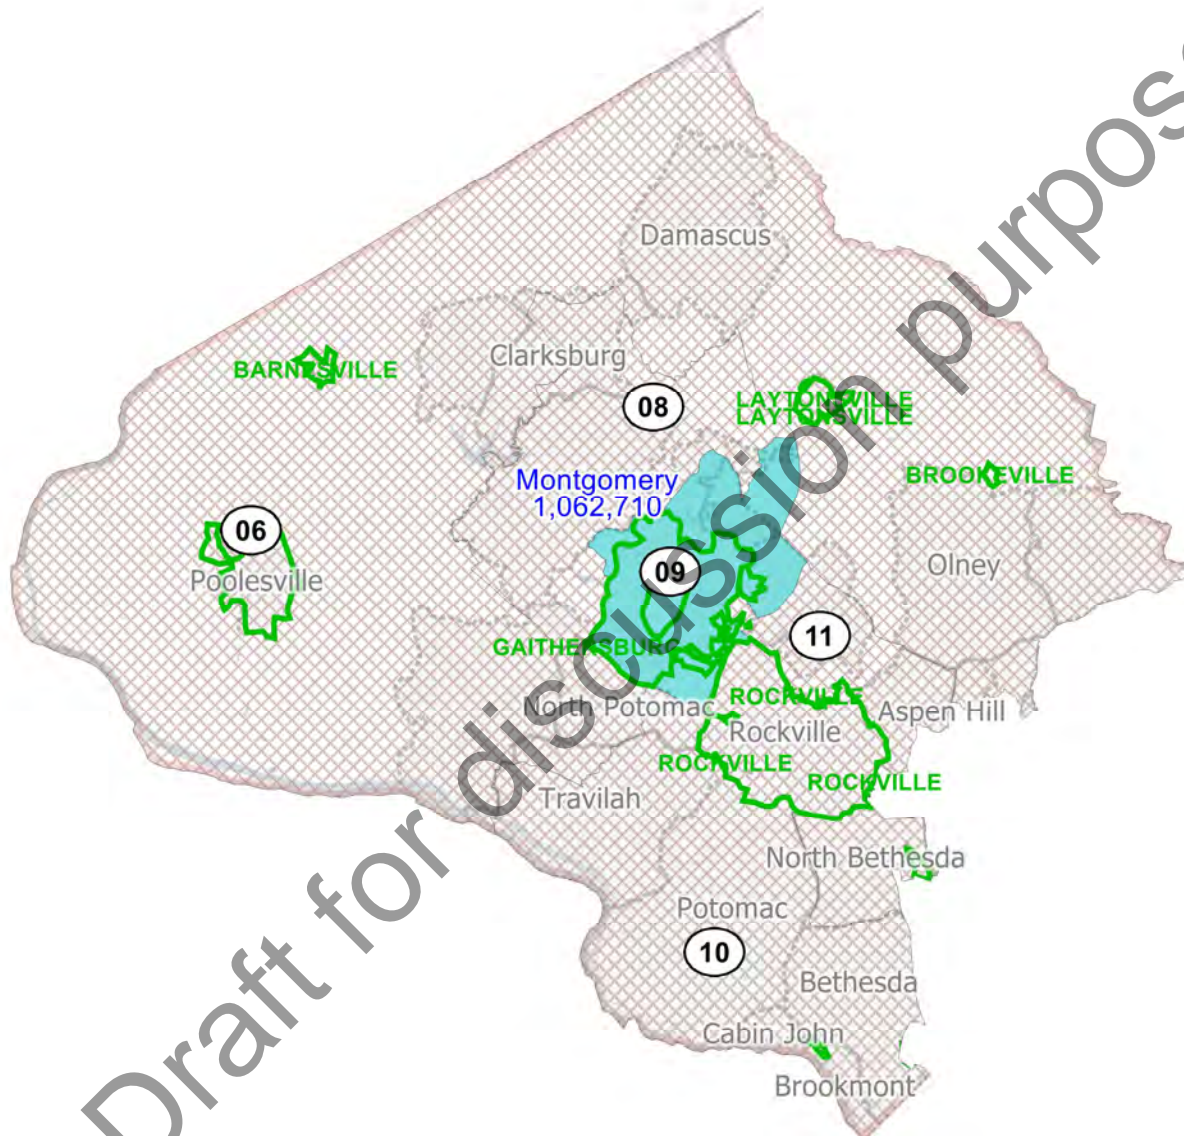 Damascus
Clarksburg
BARNESVILLE
08
LAYTONSVILLE
LAYTONSVILLE
Montgomery
1,062,710
BROOKEVILLE
06
Poolesville
09
Olney
11
GAITHERSBURG
North Potomac
ROCKVILLE
Rockville
Aspen Hill
ROCKVILLE
ROCKVILLE
Travilah
North Bethesda
Potomac
10
Bethesda
Cabin John
Brookmont
Draft for discussion purpos